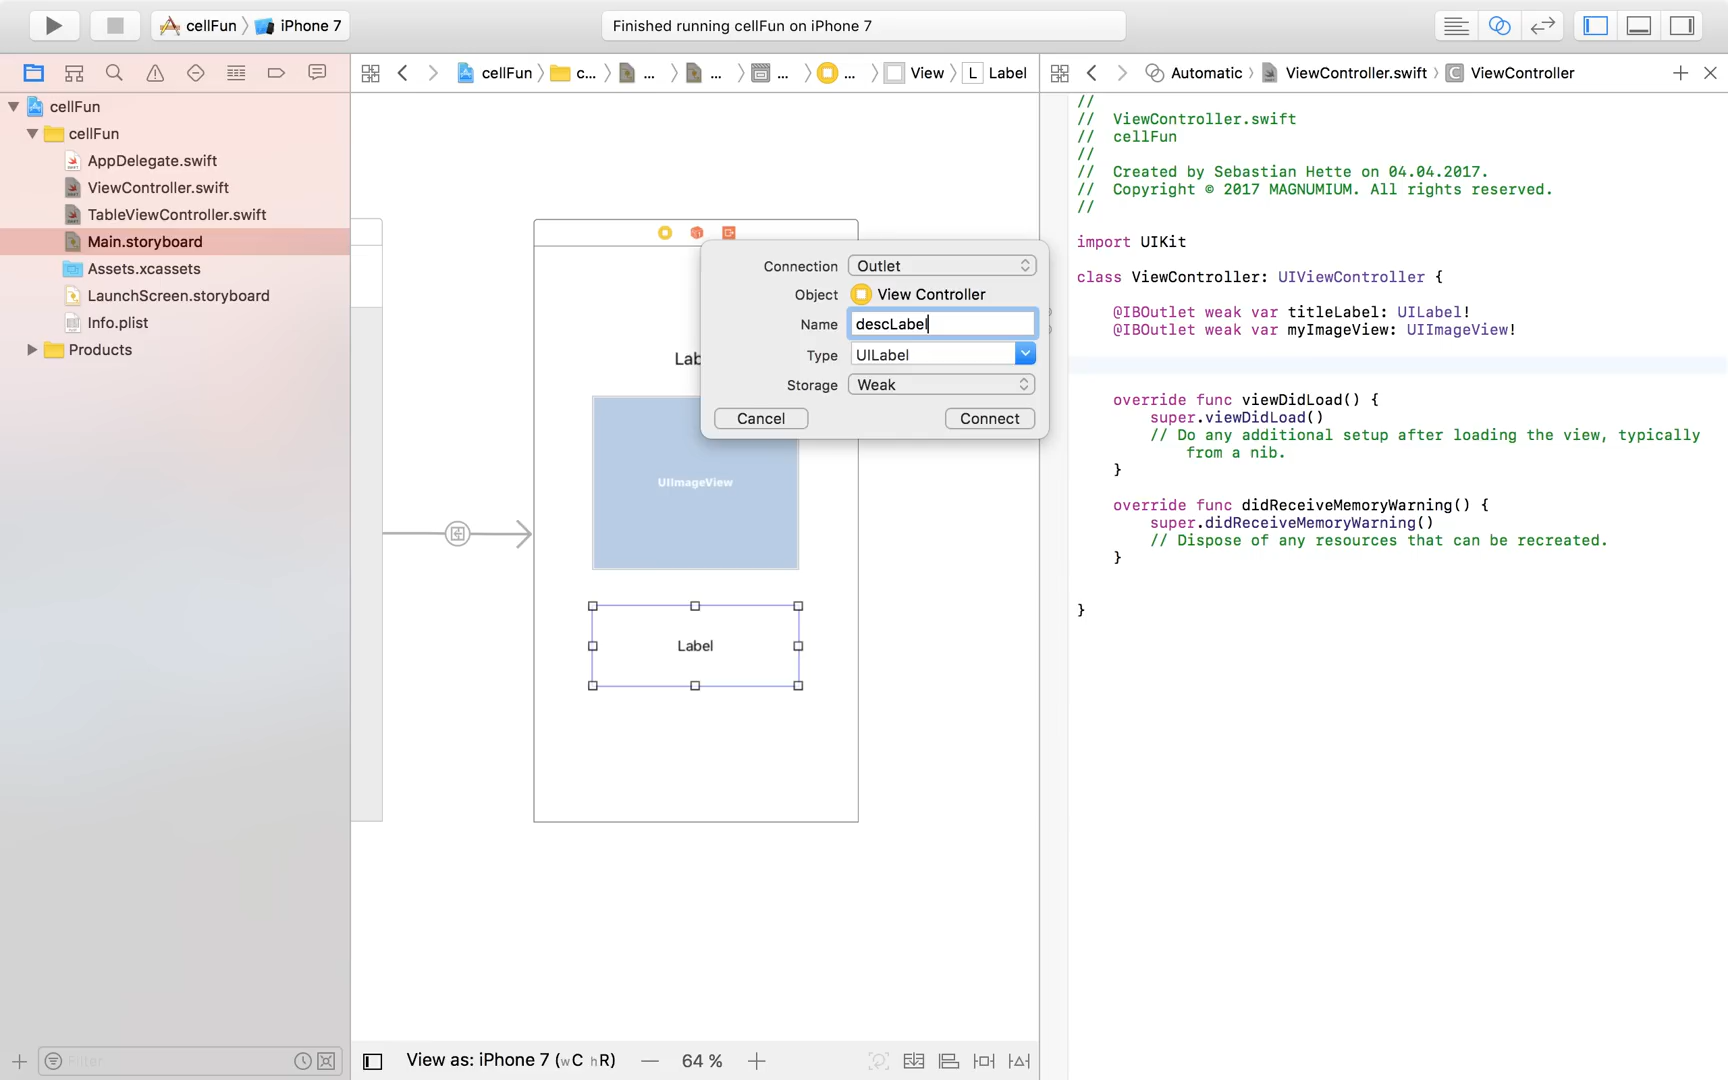 cellFun
iPhone 7
Finished running cellFun on iPhone 7
cellFun
c...
...
...
...
...
View
L
Label
Automatic
ViewController.swift
C
ViewController
cellFun
cellFun
AppDelegate.swift
ViewController.swift
TableViewController.swift
Main.storyboard
Assets.xcassets
LaunchScreen.storyboard
Info.plist
Products
Filter
Lab
UIImageView
Label
Connection
Outlet
Object
View Controller
Name
descLabel
Type
UILabel
Storage
Weak
Cancel
Connect
View as: iPhone 7 (wC hR)
64 %
//
// ViewController.swift
// cellFun
//
// Created by Sebastian Hette on 04.04.2017.
// Copyright © 2017 MAGNUMIUM. All rights reserved.
//
import UIKit
class ViewController: UIViewController {
@IBOutlet weak var titleLabel: UILabel!
@IBOutlet weak var myImageView: UIImageView!
override func viewDidLoad() {
super.viewDidLoad()
// Do any additional setup after loading the view, typically
from a nib.
}
override func didReceiveMemoryWarning() {
super.didReceiveMemoryWarning()
// Dispose of any resources that can be recreated.
}
}